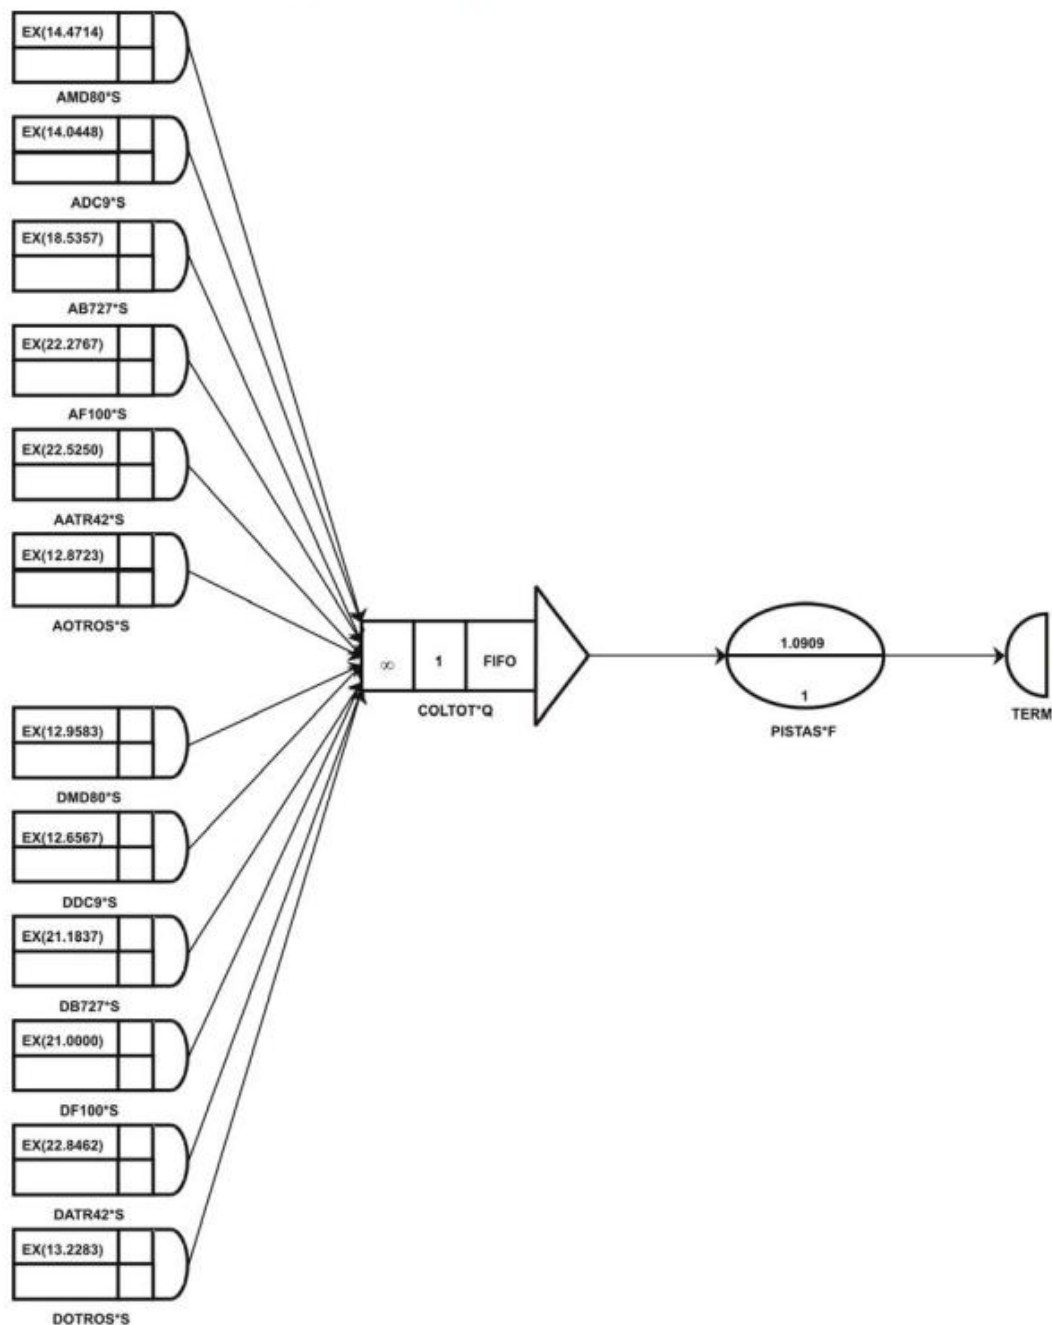 EX(14.4714)
AMD80*S
EX(14.0448)
ADC9*S
EX(18.5357)
AB727*S
EX(22.2767)
AF100*S
EX(22.5250)
AATR42*S
EX(12.8723)
AOTROS*S
∞ 1 FIFO
COLTOT*Q
1.0909
1
PISTAS*F
TERM
EX(12.9583)
DMD80*S
EX(12.6567)
DDC9*S
EX(21.1837)
DB727*S
EX(21.0000)
DF100*S
EX(22.8462)
DATR42*S
EX(13.2283)
DOTROS*S